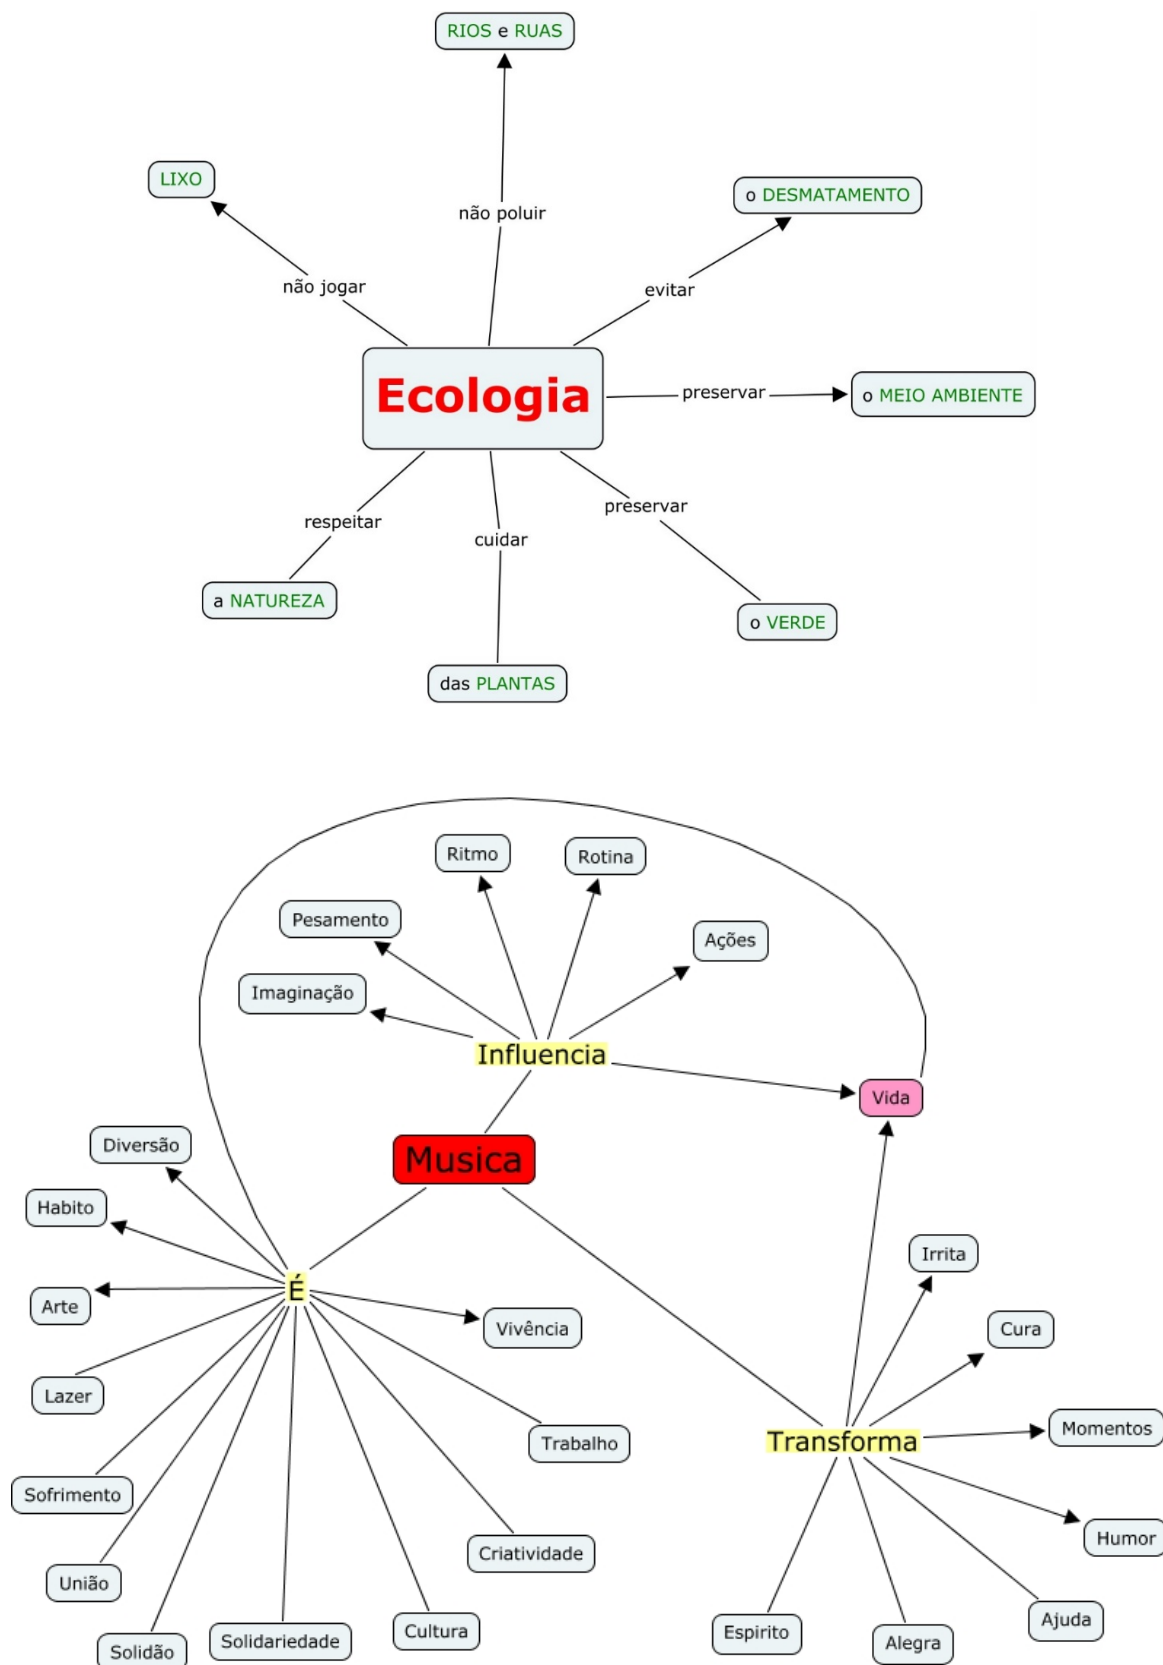 RIOS e RUAS
LIXO
o DESMATAMENTO
não poluir
não jogar
evitar
Ecologia
preservar
o MEIO AMBIENTE
preservar
respeitar
cuidar
a NATUREZA
o VERDE
das PLANTAS
Ritmo
Rotina
Pesamento
Ações
Imaginação
Influencia
Vida
Musica
Diversão
Habito
Irrita
É
Arte
Vivência
Cura
Lazer
Momentos
Trabalho
Transforma
Sofrimento
Humor
Criatividade
União
Ajuda
Cultura
Espirito
Solidariedade
Alegra
Solidão